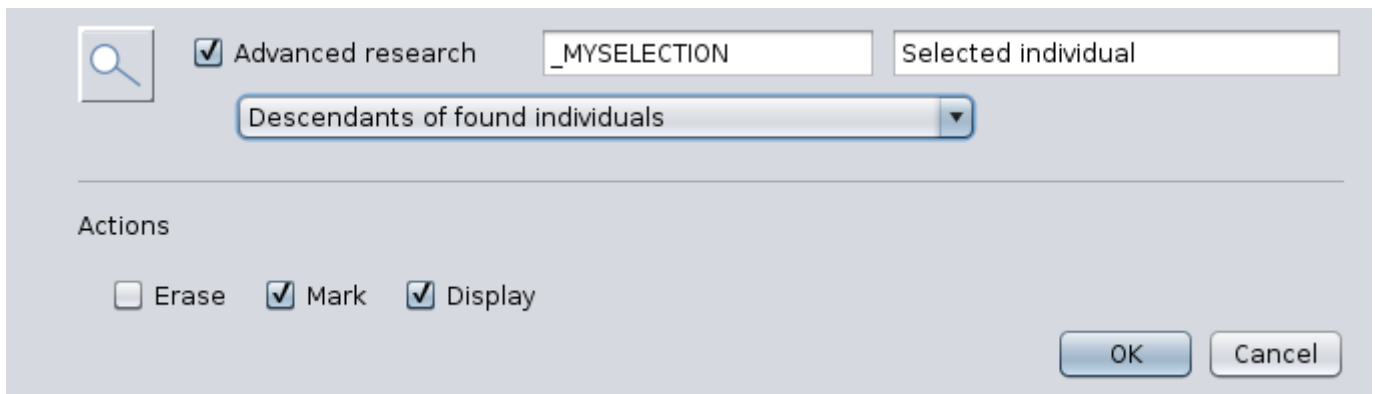 Advanced research _MYSELECTION Selected individual
Descendants of found individuals
Actions
Erase Mark Display
OK Cancel